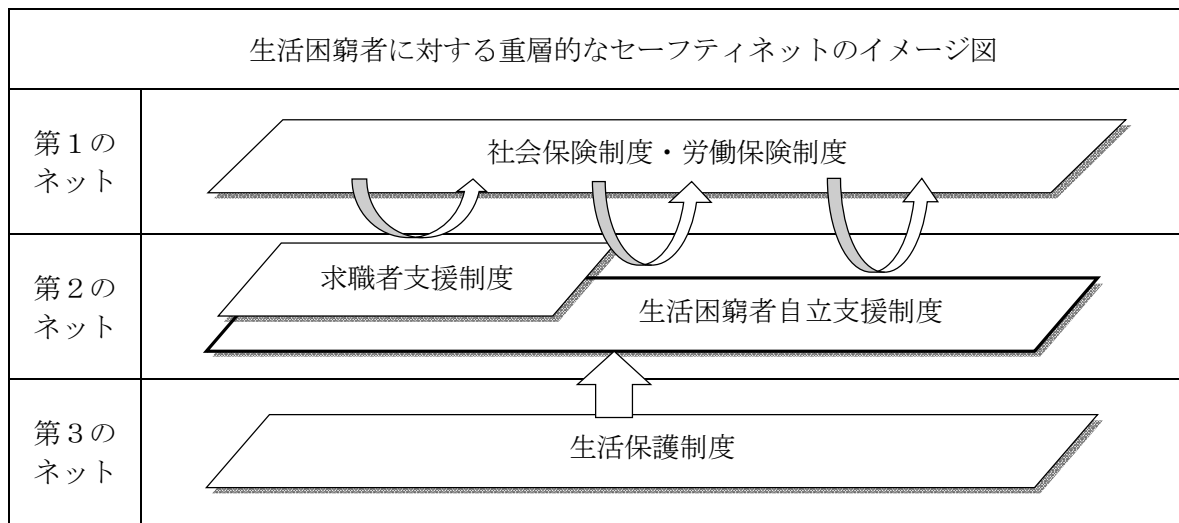 生活困窮者に対する重層的なセーフティネットのイメージ図
第1の
ネット
社会保険制度・労働保険制度
第2の
ネット
求職者支援制度
生活困窮者自立支援制度
第3の
ネット
生活保護制度